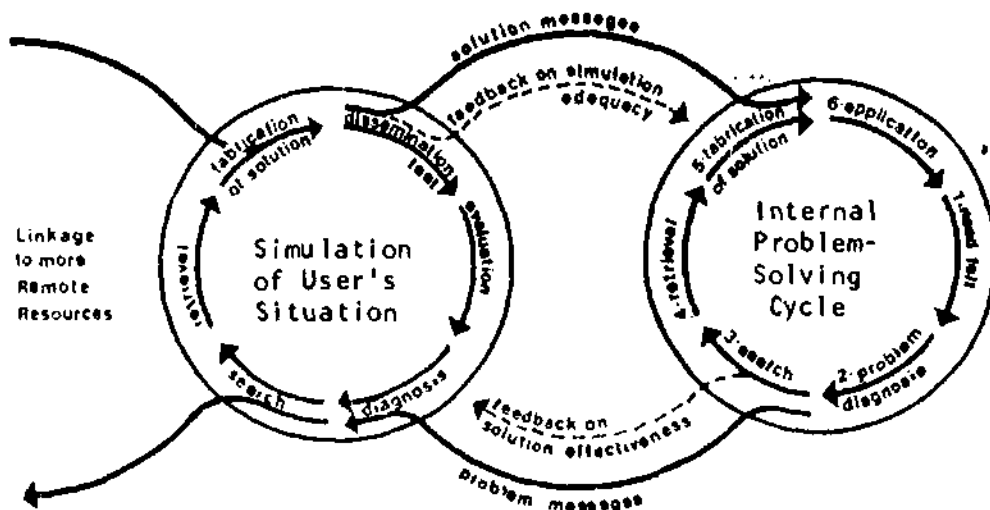 solution messages
feedback on simulation
adequacy
fabrication
of solution
dissemination
test
evaluation
diagnosis
search
retrieval
Simulation
of User's
Situation
Linkage
to more
Remote
Resources
5-fabrication
of solution
6-application
1-need felt
2-problem
diagnosis
3-search
4-retrieval
Internal
Problem-
Solving
Cycle
feedback on
solution effectiveness
problem messages